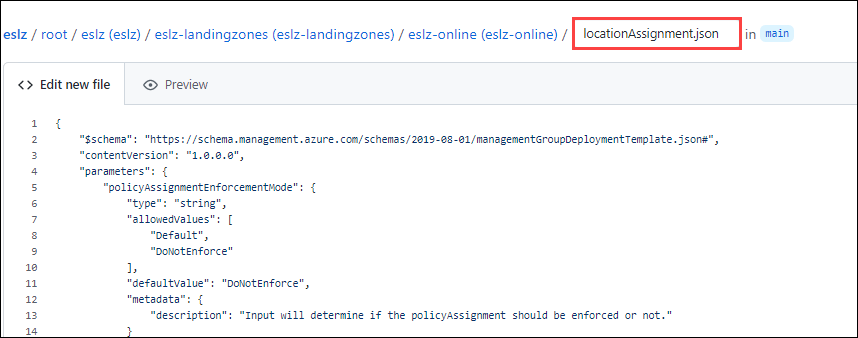 eslz / root / eslz (eslz) / eslz-landingzones (eslz-landingzones) / eslz-online (eslz-online) / locationAssignment.json in main
<> Edit new file Preview
1 {
2 "$schema": "https://schema.management.azure.com/schemas/2019-08-01/managementGroupDeploymentTemplate.json#",
3 "contentVersion": "1.0.0.0",
4 "parameters": {
5 "policyAssignmentEnforcementMode": {
6 "type": "string",
7 "allowedValues": [
8 "Default",
9 "DoNotEnforce"
10 ],
11 "defaultValue": "DoNotEnforce",
12 "metadata": {
13 "description": "Input will determine if the policyAssignment should be enforced or not."
14 }